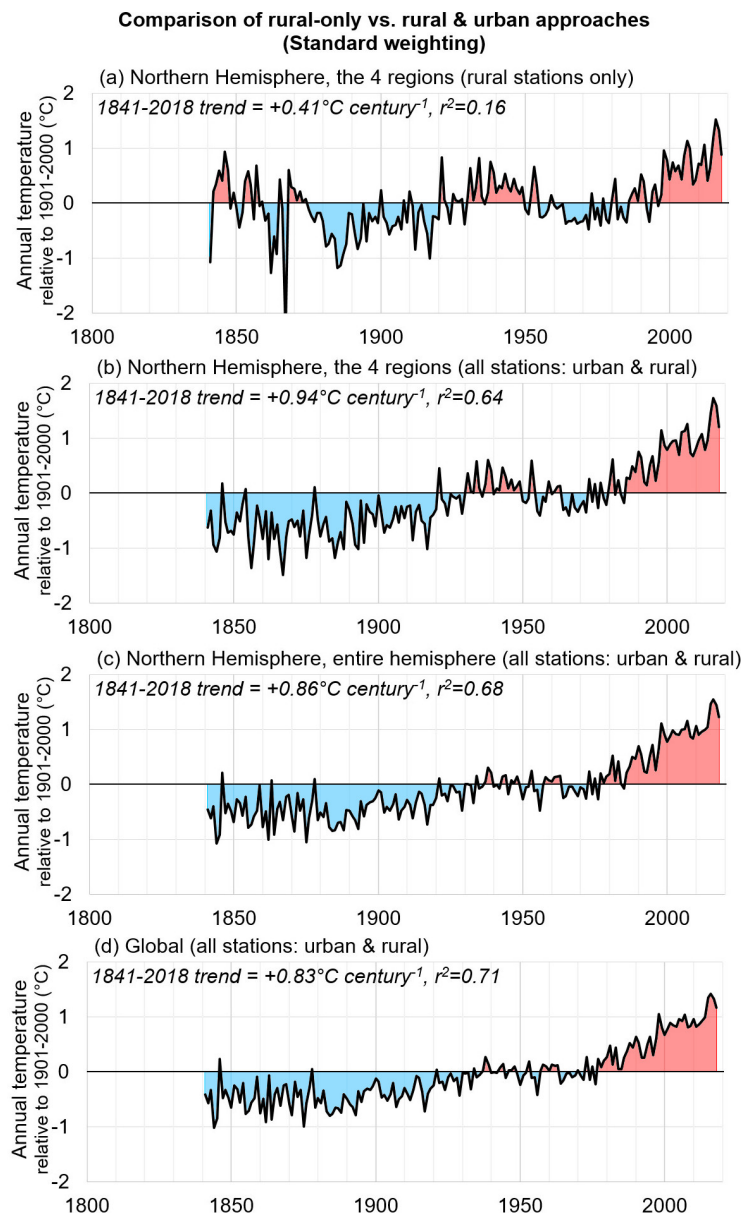 Comparison of rural-only vs. rural & urban approaches
(Standard weighting)
(a) Northern Hemisphere, the 4 regions (rural stations only)
1841-2018 trend = +0.41°C century⁻¹, r²=0.16
Annual temperature
relative to 1901-2000 (°C)
2
1
0
-1
-2
1800 1850 1900 1950 2000
(b) Northern Hemisphere, the 4 regions (all stations: urban & rural)
1841-2018 trend = +0.94°C century⁻¹, r²=0.64
Annual temperature
relative to 1901-2000 (°C)
2
1
0
-1
-2
1800 1850 1900 1950 2000
(c) Northern Hemisphere, entire hemisphere (all stations: urban & rural)
1841-2018 trend = +0.86°C century⁻¹, r²=0.68
Annual temperature
relative to 1901-2000 (°C)
2
1
0
-1
-2
1800 1850 1900 1950 2000
(d) Global (all stations: urban & rural)
1841-2018 trend = +0.83°C century⁻¹, r²=0.71
Annual temperature
relative to 1901-2000 (°C)
2
1
0
-1
-2
1800 1850 1900 1950 2000